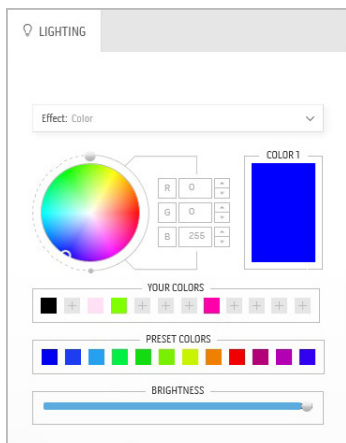 LIGHTING
Effect: Color
COLOR 1
R 0
G 0
B 255
YOUR COLORS
PRESET COLORS
BRIGHTNESS